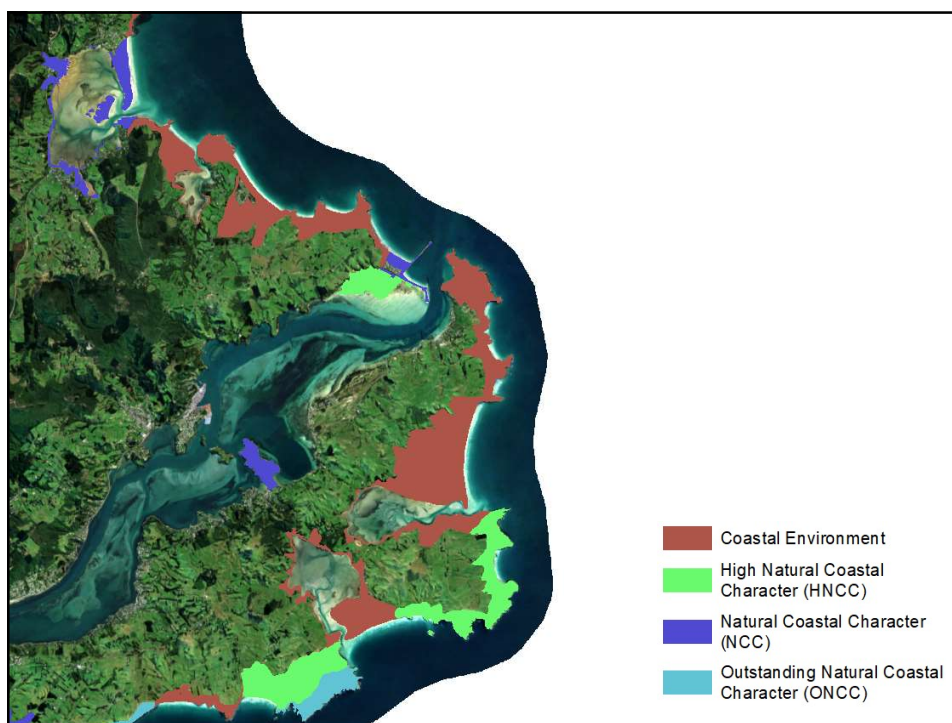 Coastal Environment
High Natural Coastal
Character (HNCC)
Natural Coastal Character
(NCC)
Outstanding Natural Coastal
Character (ONCC)